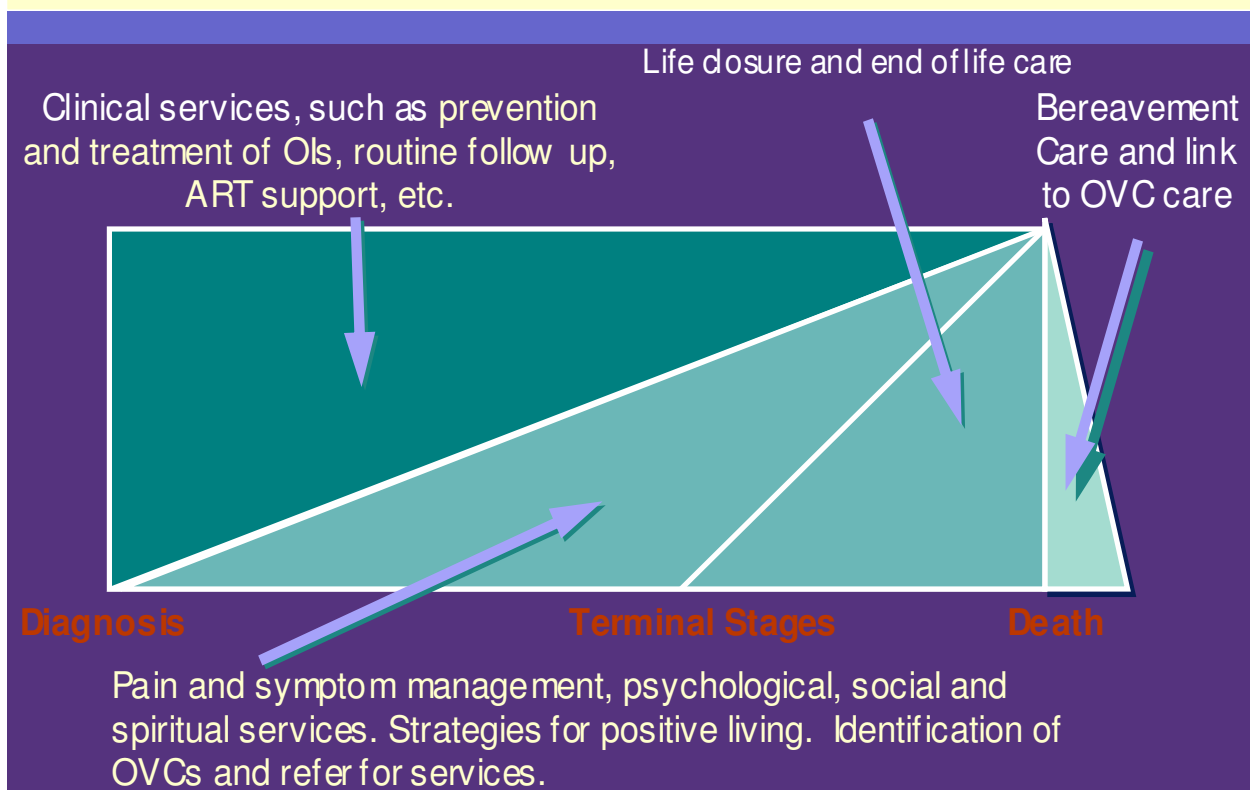 Life closure and end of life care
Clinical services, such as prevention
and treatment of OIs, routine follow up,
ART support, etc.
Bereavement
Care and link
to OVC care
Diagnosis
Terminal Stages
Death
Pain and symptom management, psychological, social and
spiritual services. Strategies for positive living. Identification of
OVCs and refer for services.